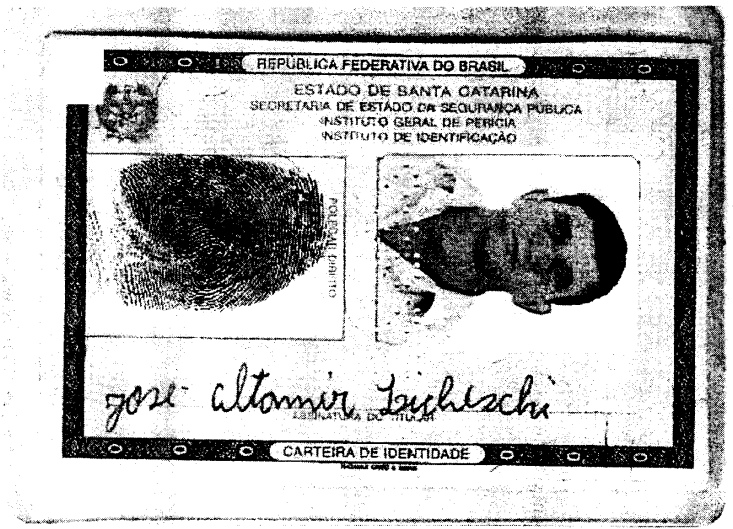 REPÚBLICA FEDERATIVA DO BRASIL
ESTADO DE SANTA CATARINA
SECRETARIA DE ESTADO DA SEGURANÇA PÚBLICA
INSTITUTO GERAL DE PERÍCIA
INSTITUTO DE IDENTIFICAÇÃO
POLEGAR DIREITO
José Altamir
ASSINATURA DO TITULAR
CARTEIRA DE IDENTIDADE